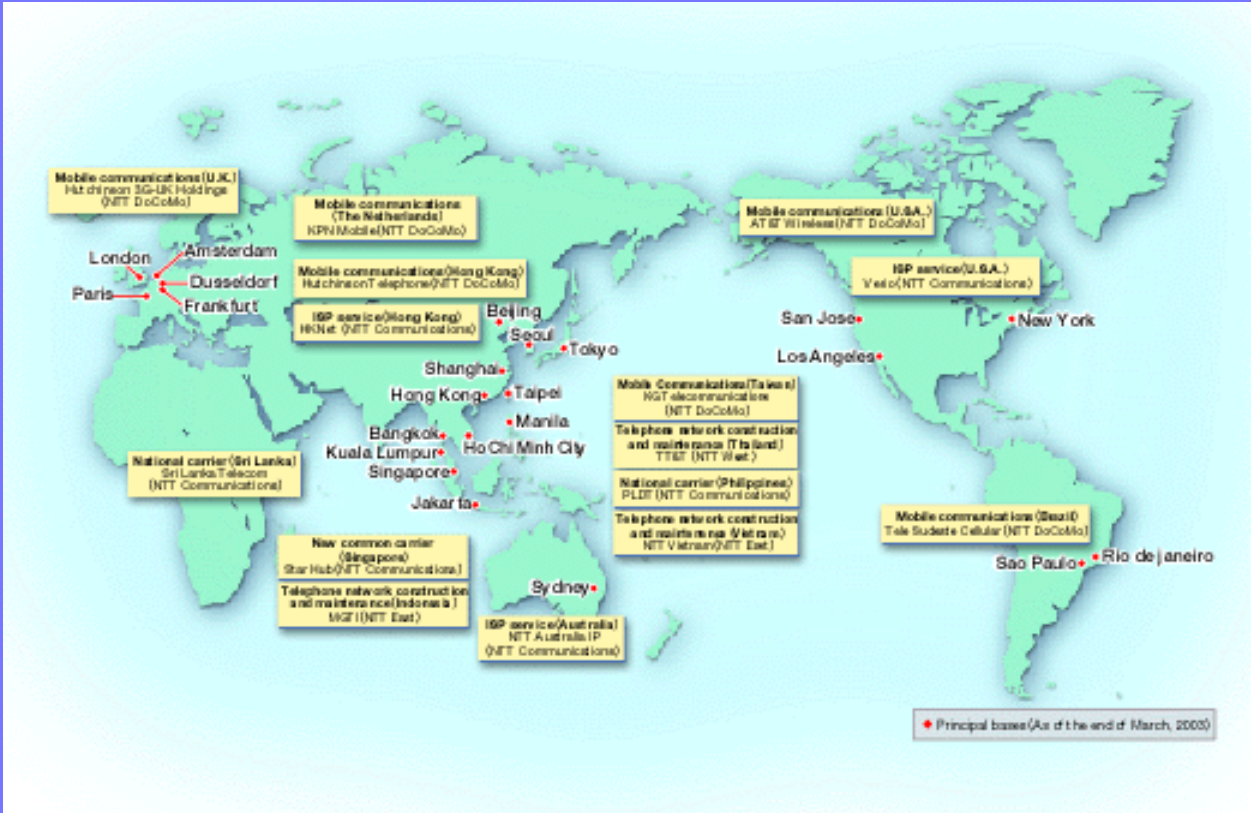 Mobile communications (U.K.)
Hutchinson 3G-UK Holdings
(NTT DoCoMo)
Mobile communications
(The Netherlands)
KPN Mobile(NTT DoCoMo)
Mobile communications (U.S.A.)
AT&T Wireless(NTT DoCoMo)
London
Amsterdam
Dusseldorf
Paris
Frankfurt
Mobile communications(Hong Kong)
Hutchinson Telephone(NTT DoCoMo)
ISP service(U.S.A.)
Verio(NTT Communications)
ISP service(Hong Kong)
HKNet (NTT Communications)
Beijing
Seoul
Tokyo
San Jose
New York
Los Angeles
Shanghai
Hong Kong
Taipei
Manila
Bangkok
Ho Chi Minh City
Kuala Lumpur
Singapore
Jakarta
Mobile Communications(Taiwan)
KGTelecommunications
(NTT DoCoMo)
Telephone network construction
and maintenance (Thailand)
TT&T (NTT West)
National carrier (Philippines)
PLDT(NTT Communications)
Telephone network construction
and maintenance (Vietnam)
NTT Vietnam(NTT East)
National carrier (Sri Lanka)
Sri Lanka Telecom
(NTT Communications)
Mobile communications (Brazil)
Tele Sudeste Cellular (NTT DoCoMo)
Sao Paulo
Rio de janeiro
New common carrier
(Singapore)
Star Hub(NTT Communications)
Telephone network construction
and maintenance(Indonesia)
MGTI(NTT East)
Sydney
ISP service(Australia)
NTT Australia IP
(NTT Communications)
Principal bases(As of the end of March, 2003)